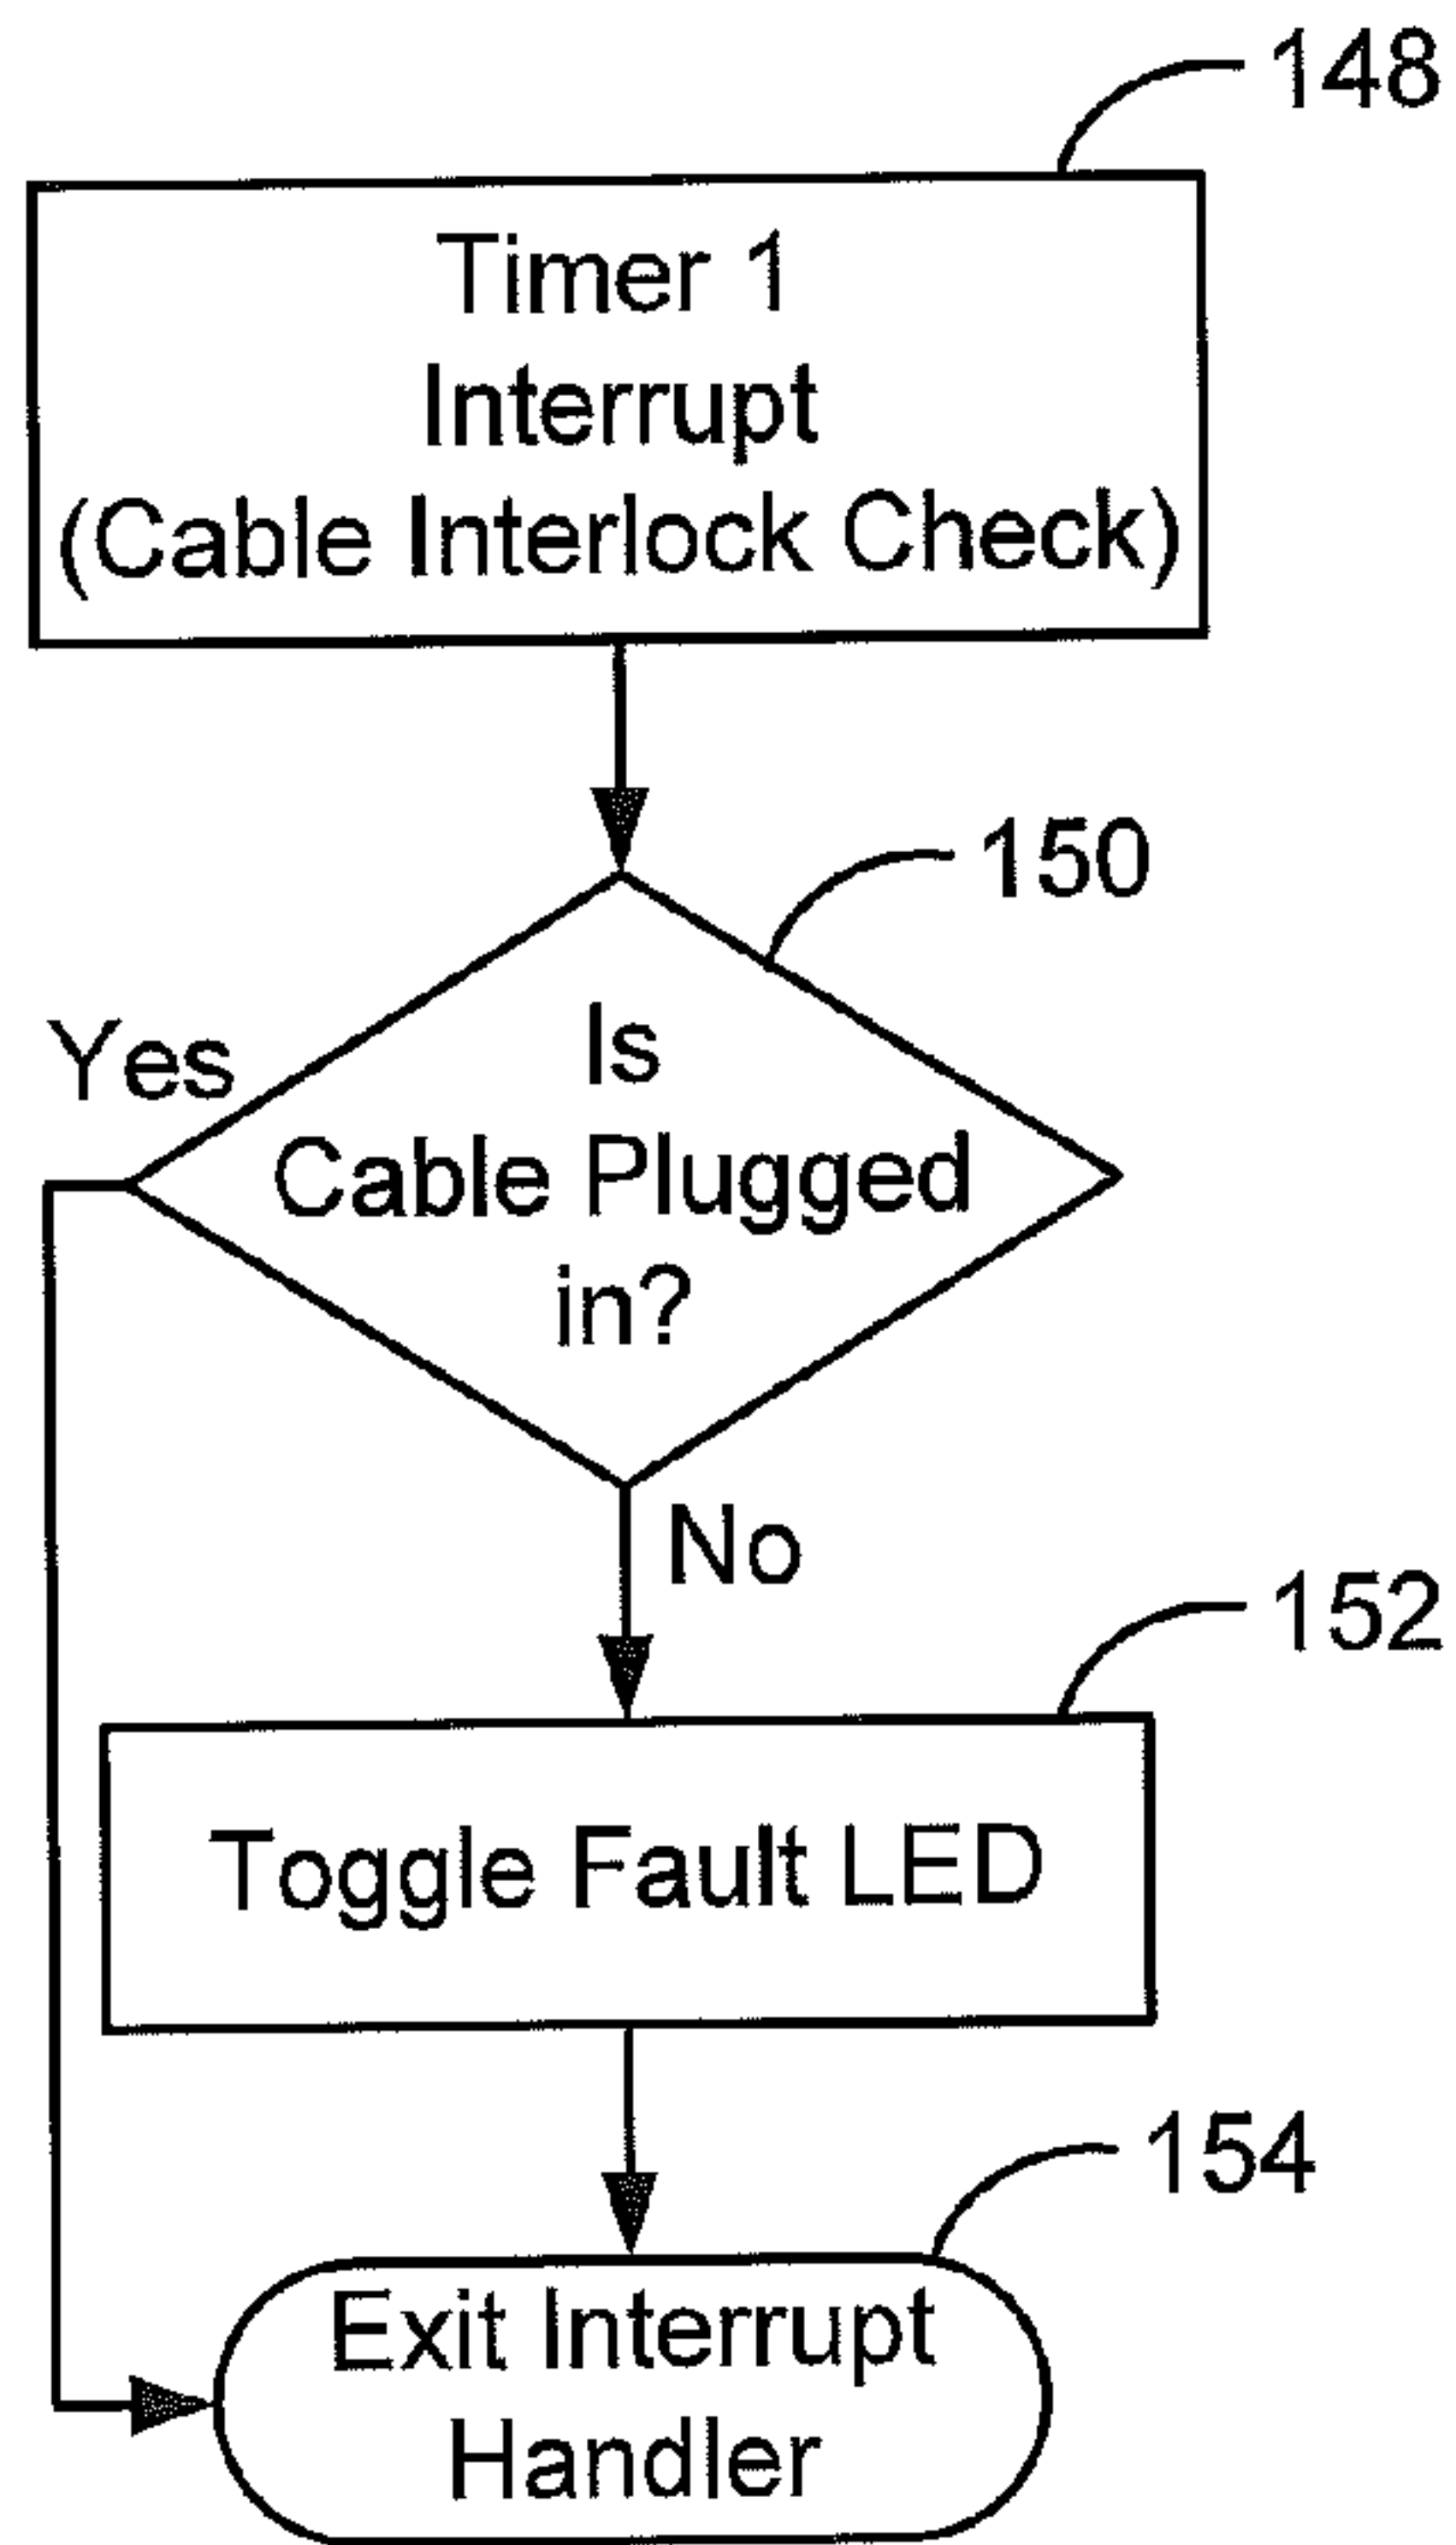 148
Timer 1
Interrupt
(Cable Interlock Check)
150
Yes
Is
Cable Plugged
in?
No
152
Toggle Fault LED
154
Exit Interrupt
Handler